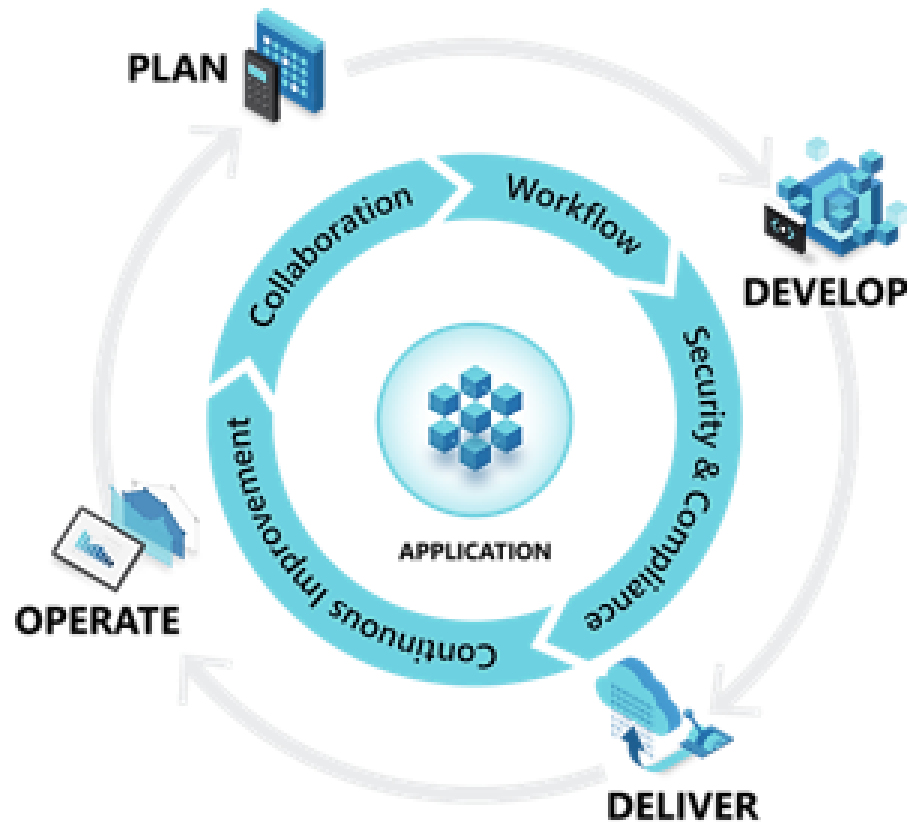 PLAN
DEVELOP
DELIVER
OPERATE
Collaboration
Workflow
Security & Compliance
Continuous Improvement
APPLICATION